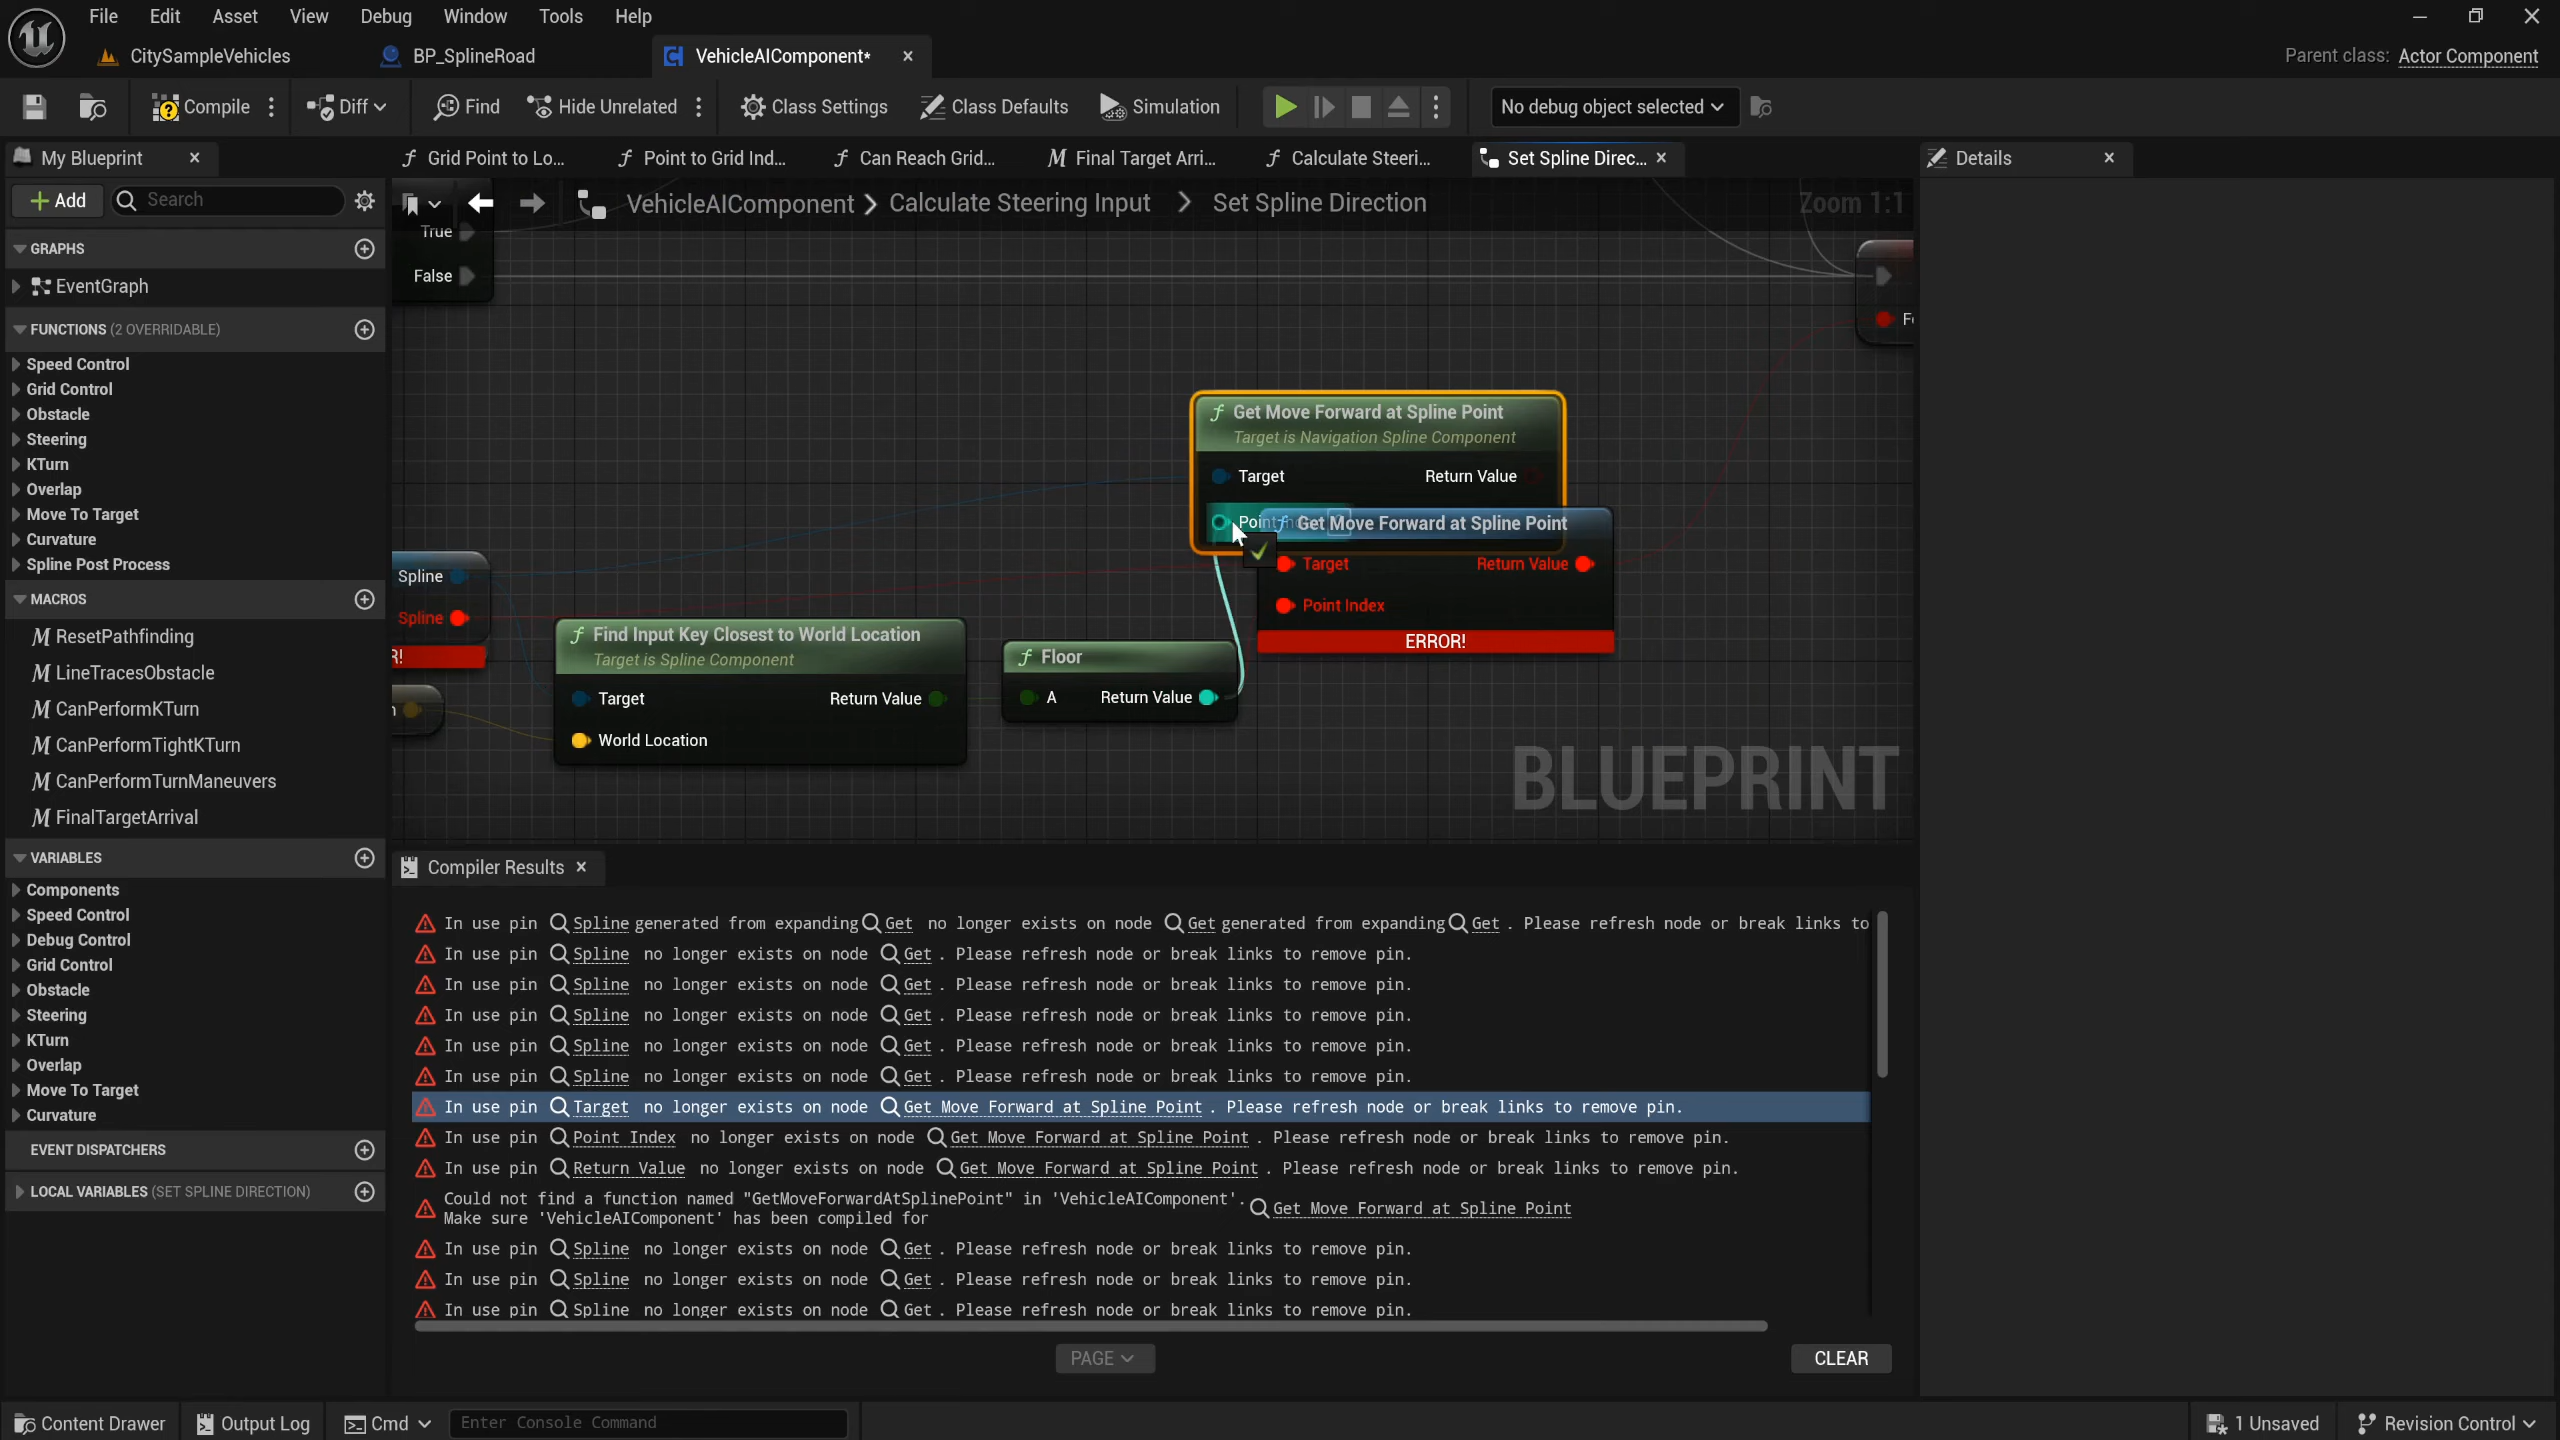 File Edit Asset View Debug Window Tools Help
CitySampleVehicles BP_SplineRoad VehicleAIComponent*
Parent class: Actor Component
Compile Diff Find Hide Unrelated Class Settings Class Defaults Simulation No debug object selected
My Blueprint
Grid Point to Lo... Point to Grid Ind... Can Reach Grid... Final Target Arri... Calculate Steeri... Set Spline Direc...
Details
Add Search
VehicleAIComponent > Calculate Steering Input > Set Spline Direction
Zoom 1:1
True
False
GRAPHS
EventGraph
FUNCTIONS (2 OVERRIDABLE)
Speed Control
Grid Control
Obstacle
Steering
KTurn
Overlap
Move To Target
Curvature
Spline Post Process
MACROS
ResetPathfinding
LineTracesObstacle
CanPerformKTurn
CanPerformTightKTurn
CanPerformTurnManeuvers
FinalTargetArrival
VARIABLES
Components
Speed Control
Debug Control
Grid Control
Obstacle
Steering
KTurn
Overlap
Move To Target
Curvature
EVENT DISPATCHERS
LOCAL VARIABLES (SET SPLINE DIRECTION)
Get Move Forward at Spline Point
Target is Navigation Spline Component
Target Return Value
Get Move Forward at Spline Point
Target Return Value
Point Index
ERROR!
Spline
Spline
R!
Find Input Key Closest to World Location
Target is Spline Component
Target Return Value
World Location
Floor
A Return Value
BLUEPRINT
Compiler Results
In use pin Spline generated from expanding Get no longer exists on node Get generated from expanding Get . Please refresh node or break links to
In use pin Spline no longer exists on node Get . Please refresh node or break links to remove pin.
In use pin Spline no longer exists on node Get . Please refresh node or break links to remove pin.
In use pin Spline no longer exists on node Get . Please refresh node or break links to remove pin.
In use pin Spline no longer exists on node Get . Please refresh node or break links to remove pin.
In use pin Spline no longer exists on node Get . Please refresh node or break links to remove pin.
In use pin Target no longer exists on node Get Move Forward at Spline Point . Please refresh node or break links to remove pin.
In use pin Point Index no longer exists on node Get Move Forward at Spline Point . Please refresh node or break links to remove pin.
In use pin Return Value no longer exists on node Get Move Forward at Spline Point . Please refresh node or break links to remove pin.
Could not find a function named "GetMoveForwardAtSplinePoint" in 'VehicleAIComponent'.
Make sure 'VehicleAIComponent' has been compiled for Get Move Forward at Spline Point
In use pin Spline no longer exists on node Get . Please refresh node or break links to remove pin.
In use pin Spline no longer exists on node Get . Please refresh node or break links to remove pin.
In use pin Spline no longer exists on node Get . Please refresh node or break links to remove pin.
PAGE
CLEAR
Content Drawer Output Log Cmd Enter Console Command 1 Unsaved Revision Control